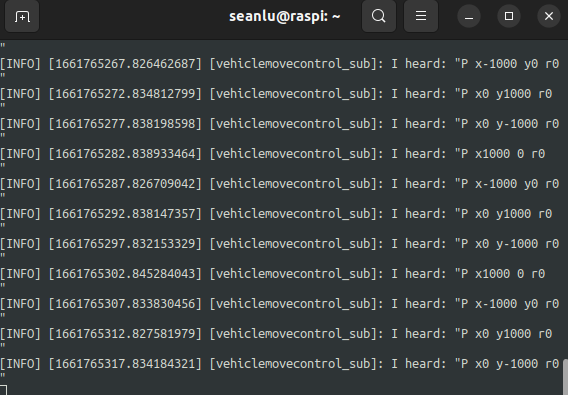 seanlu@raspi: ~
"
[INFO] [1661765267.826462687] [vehiclemovecontrol_sub]: I heard: "P x-1000 y0 r0
"
[INFO] [1661765272.834812799] [vehiclemovecontrol_sub]: I heard: "P x0 y1000 r0
"
[INFO] [1661765277.838198598] [vehiclemovecontrol_sub]: I heard: "P x0 y-1000 r0
"
[INFO] [1661765282.838933464] [vehiclemovecontrol_sub]: I heard: "P x1000 0 r0
"
[INFO] [1661765287.826709042] [vehiclemovecontrol_sub]: I heard: "P x-1000 y0 r0
"
[INFO] [1661765292.838147357] [vehiclemovecontrol_sub]: I heard: "P x0 y1000 r0
"
[INFO] [1661765297.832153329] [vehiclemovecontrol_sub]: I heard: "P x0 y-1000 r0
"
[INFO] [1661765302.845284043] [vehiclemovecontrol_sub]: I heard: "P x1000 0 r0
"
[INFO] [1661765307.833830456] [vehiclemovecontrol_sub]: I heard: "P x-1000 y0 r0
"
[INFO] [1661765312.827581979] [vehiclemovecontrol_sub]: I heard: "P x0 y1000 r0
"
[INFO] [1661765317.834184321] [vehiclemovecontrol_sub]: I heard: "P x0 y-1000 r0
"